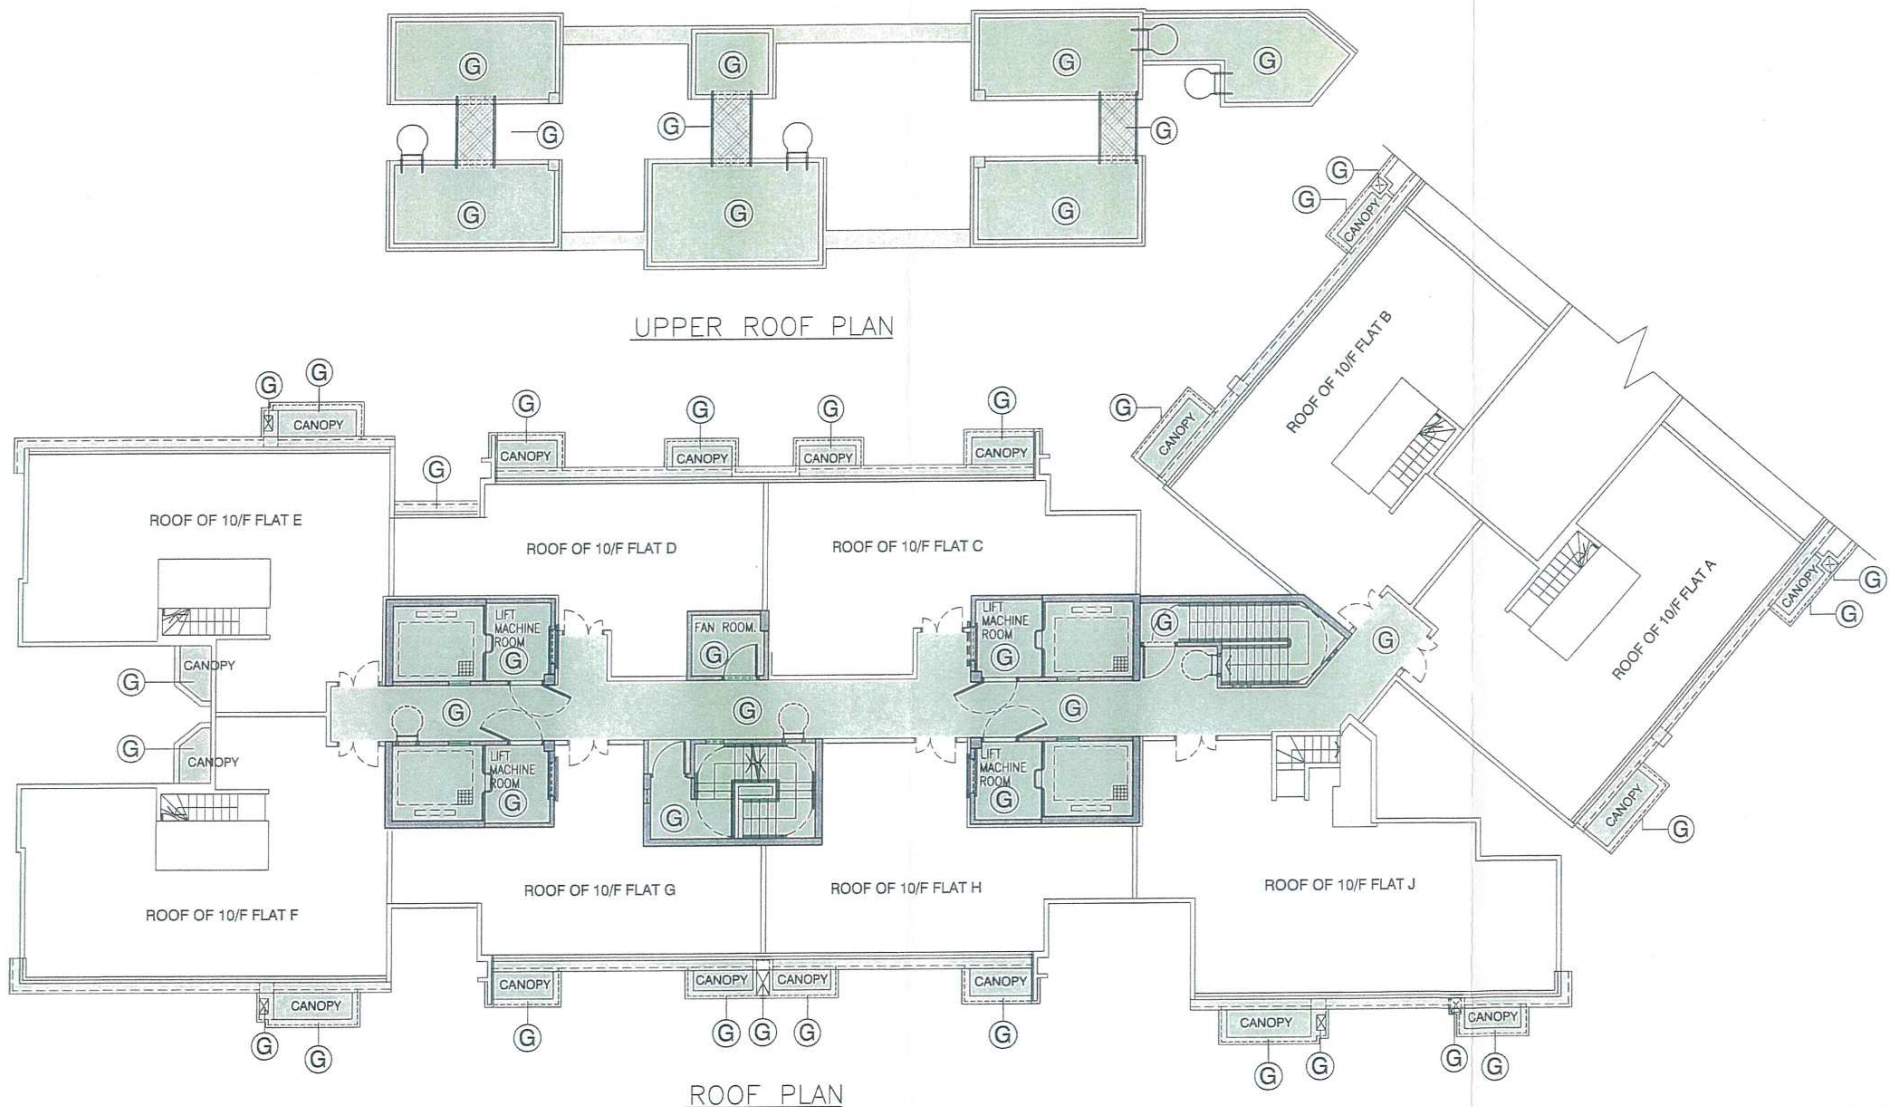 G
G
G
G
G
G
G
G
G
G
UPPER ROOF PLAN
G
G
CANOPY
G
CANOPY
ROOF OF 10/F FLAT B
G
G
CANOPY
G
CANOPY
G
CANOPY
G
CANOPY
G
CANOPY
G
ROOF OF 10/F FLAT E
ROOF OF 10/F FLAT D
ROOF OF 10/F FLAT C
ROOF OF 10/F FLAT A
CANOPY
G
G
LIFT
MACHINE
ROOM
G
FAN ROOM.
G
LIFT
MACHINE
ROOM
G
G
G
CANOPY
G
G
G
G
G
CANOPY
LIFT
MACHINE
ROOM
G
G
LIFT
MACHINE
ROOM
G
CANOPY
G
ROOF OF 10/F FLAT F
ROOF OF 10/F FLAT G
ROOF OF 10/F FLAT H
ROOF OF 10/F FLAT J
CANOPY
G
G
CANOPY
G
CANOPY
G
G
CANOPY
G
CANOPY
G
CANOPY
G
G
CANOPY
G
G
ROOF PLAN